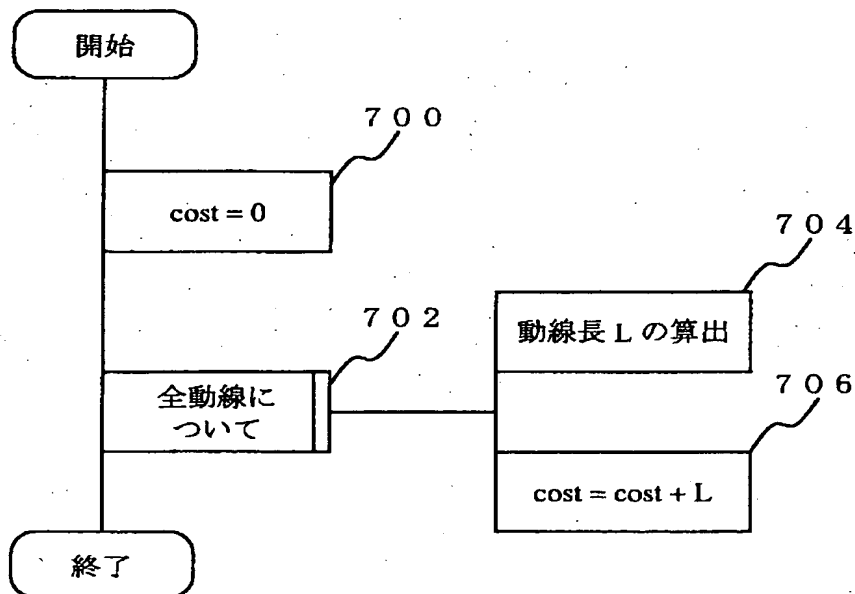 開始
７００
cost = 0
７０４
動線長 L の算出
７０２
全動線に
ついて
７０６
cost = cost + L
終了